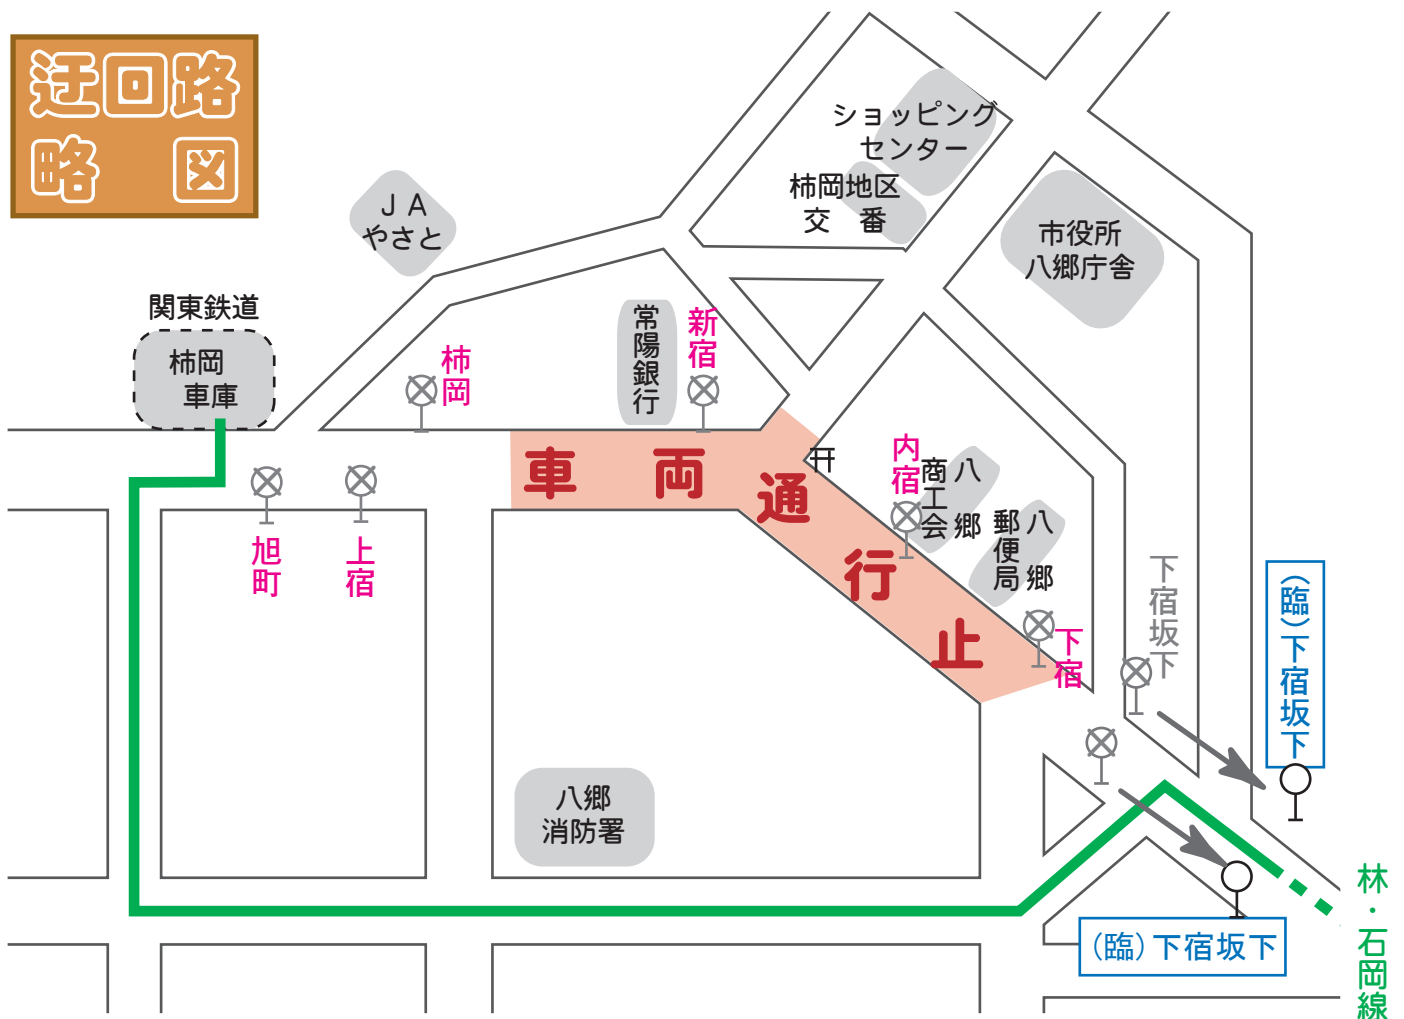 迂回路
略 図
ショッピング
センター
柿岡地区
交 番
市役所
八郷庁舎
JA
やさと
関東鉄道
柿岡
車庫
柿岡
常陽銀行
新宿
旭町
上宿
車両通行止
内宿
八郷
商工会
八郷
郵便局
下宿
下宿坂下
(臨)下宿坂下
八郷
消防署
(臨)下宿坂下
林・石岡線